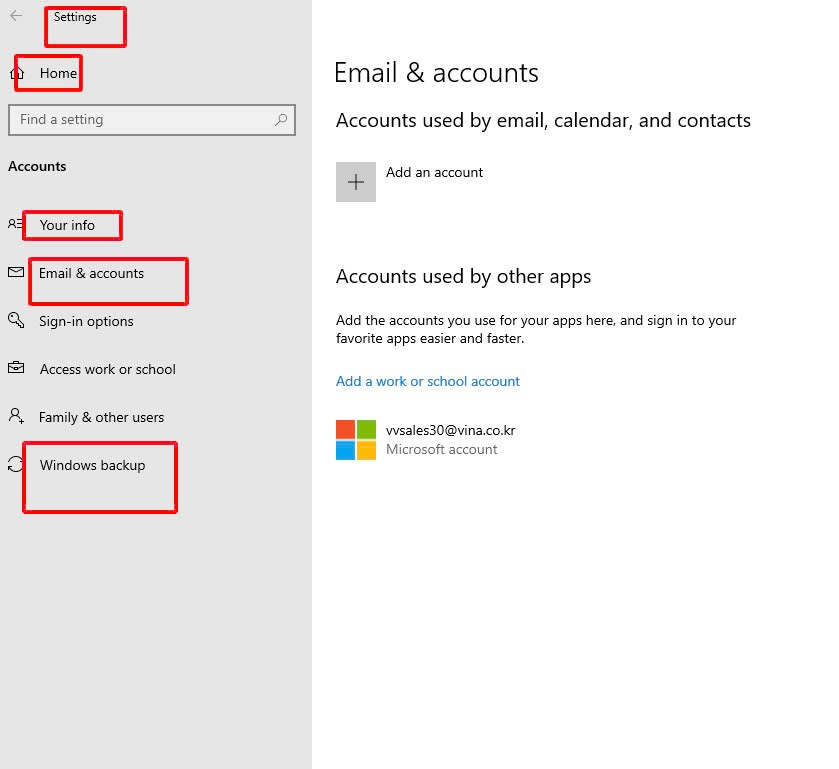 Settings
Home
Find a setting
Accounts
Your info
Email & accounts
Sign-in options
Access work or school
Family & other users
Windows backup
Email & accounts
Accounts used by email, calendar, and contacts
Add an account
Accounts used by other apps
Add the accounts you use for your apps here, and sign in to your
favorite apps easier and faster.
Add a work or school account
vvsales30@vina.co.kr
Microsoft account